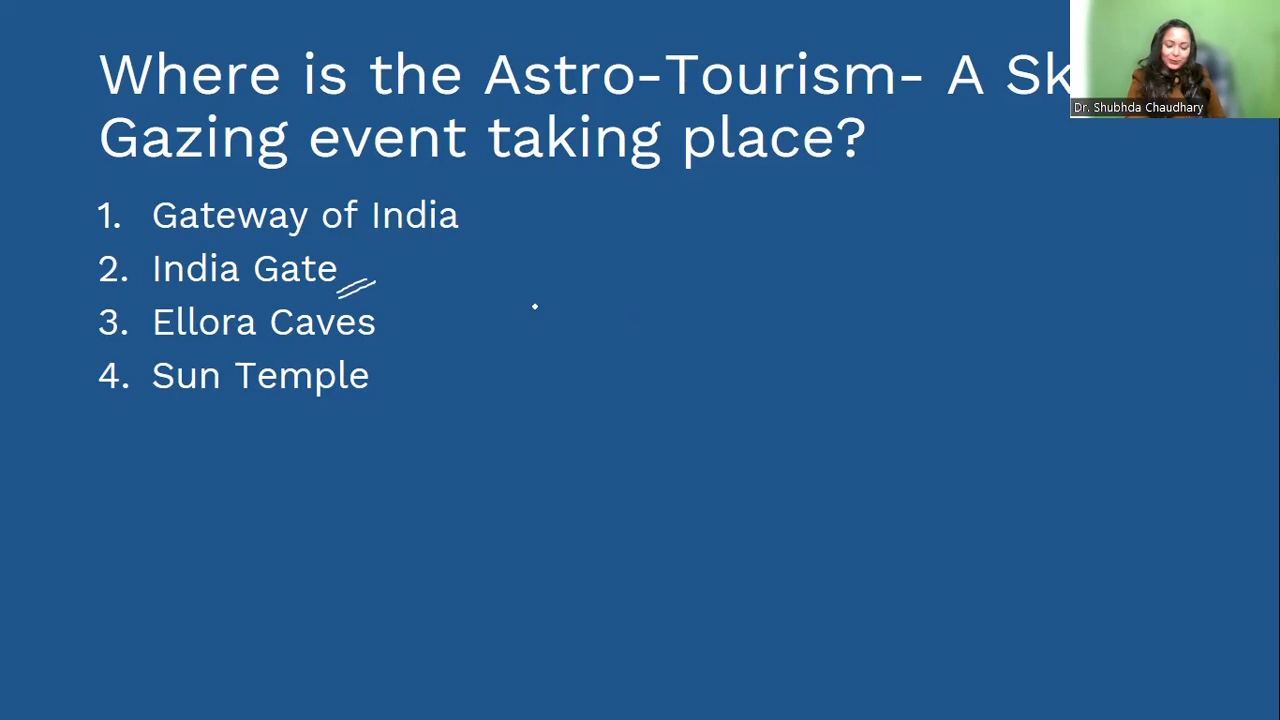 Where is the Astro-Tourism- A Sk
Gazing event taking place?
1. Gateway of India
2. India Gate
3. Ellora Caves
4. Sun Temple
Dr. Shubhda Chaudhary